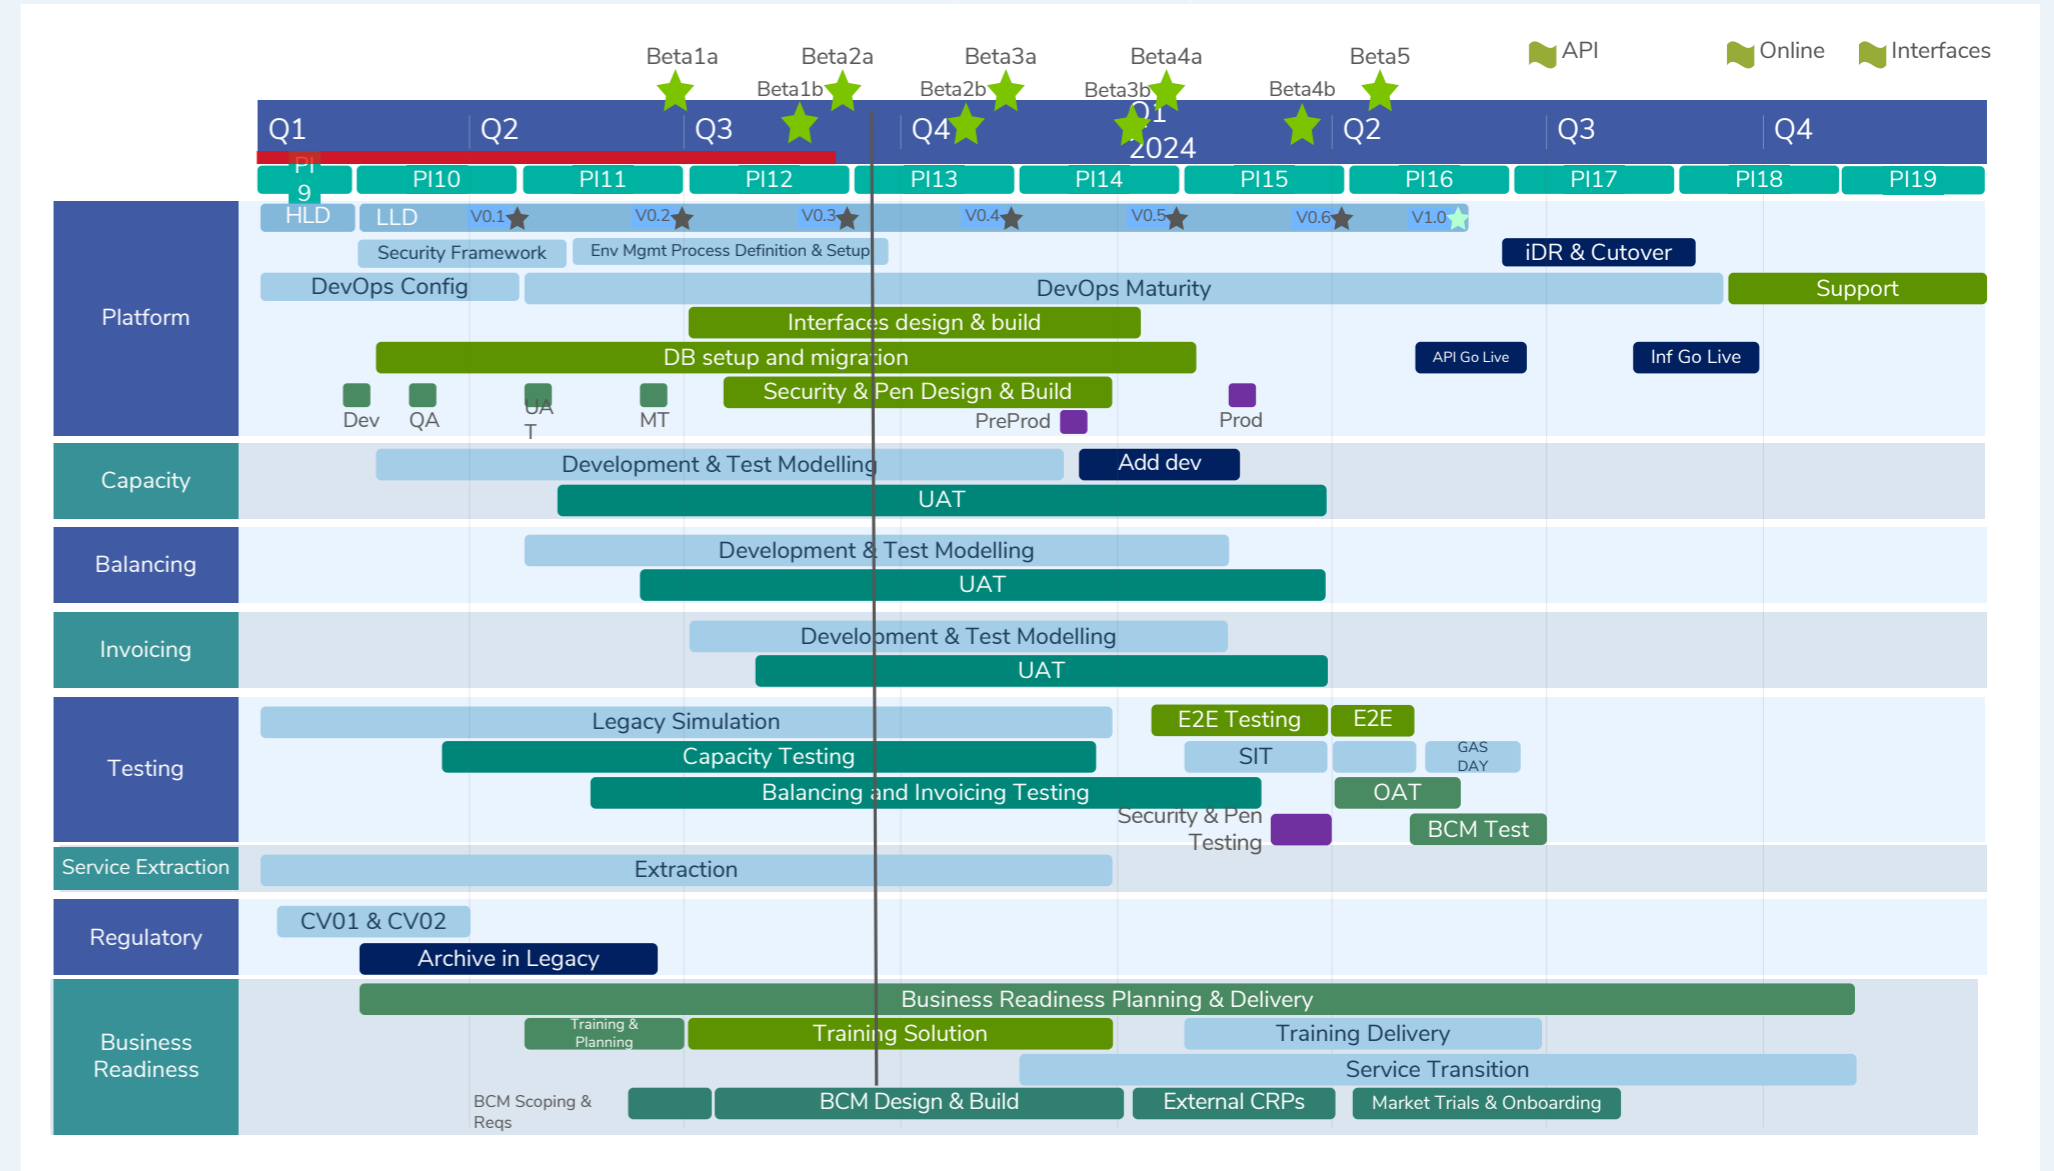 Beta1a
Beta2a
Beta3a
Beta4a
Beta5
API
Online
Interfaces
Beta1b
Beta2b
Beta3b
Beta4b
Q1
Q2
Q3
Q4
Q1
2024
Q2
Q3
Q4
PI
9
PI10
PI11
PI12
PI13
PI14
PI15
PI16
PI17
PI18
PI19
Platform
HLD
LLD
V0.1
V0.2
V0.3
V0.4
V0.5
V0.6
V1.0
Security Framework
Env Mgmt Process Definition & Setup
iDR & Cutover
DevOps Config
DevOps Maturity
Support
Interfaces design & build
DB setup and migration
API Go Live
Inf Go Live
Security & Pen Design & Build
Dev
QA
UA
T
MT
PreProd
Prod
Capacity
Development & Test Modelling
Add dev
UAT
Balancing
Development & Test Modelling
UAT
Invoicing
Development & Test Modelling
UAT
Testing
Legacy Simulation
E2E Testing
E2E
Capacity Testing
SIT
GAS
DAY
Balancing and Invoicing Testing
OAT
Security & Pen
Testing
BCM Test
Service Extraction
Extraction
Regulatory
CV01 & CV02
Archive in Legacy
Business
Readiness
Business Readiness Planning & Delivery
Training &
Planning
Training Solution
Training Delivery
Service Transition
BCM Scoping &
Reqs
BCM Design & Build
External CRPs
Market Trials & Onboarding